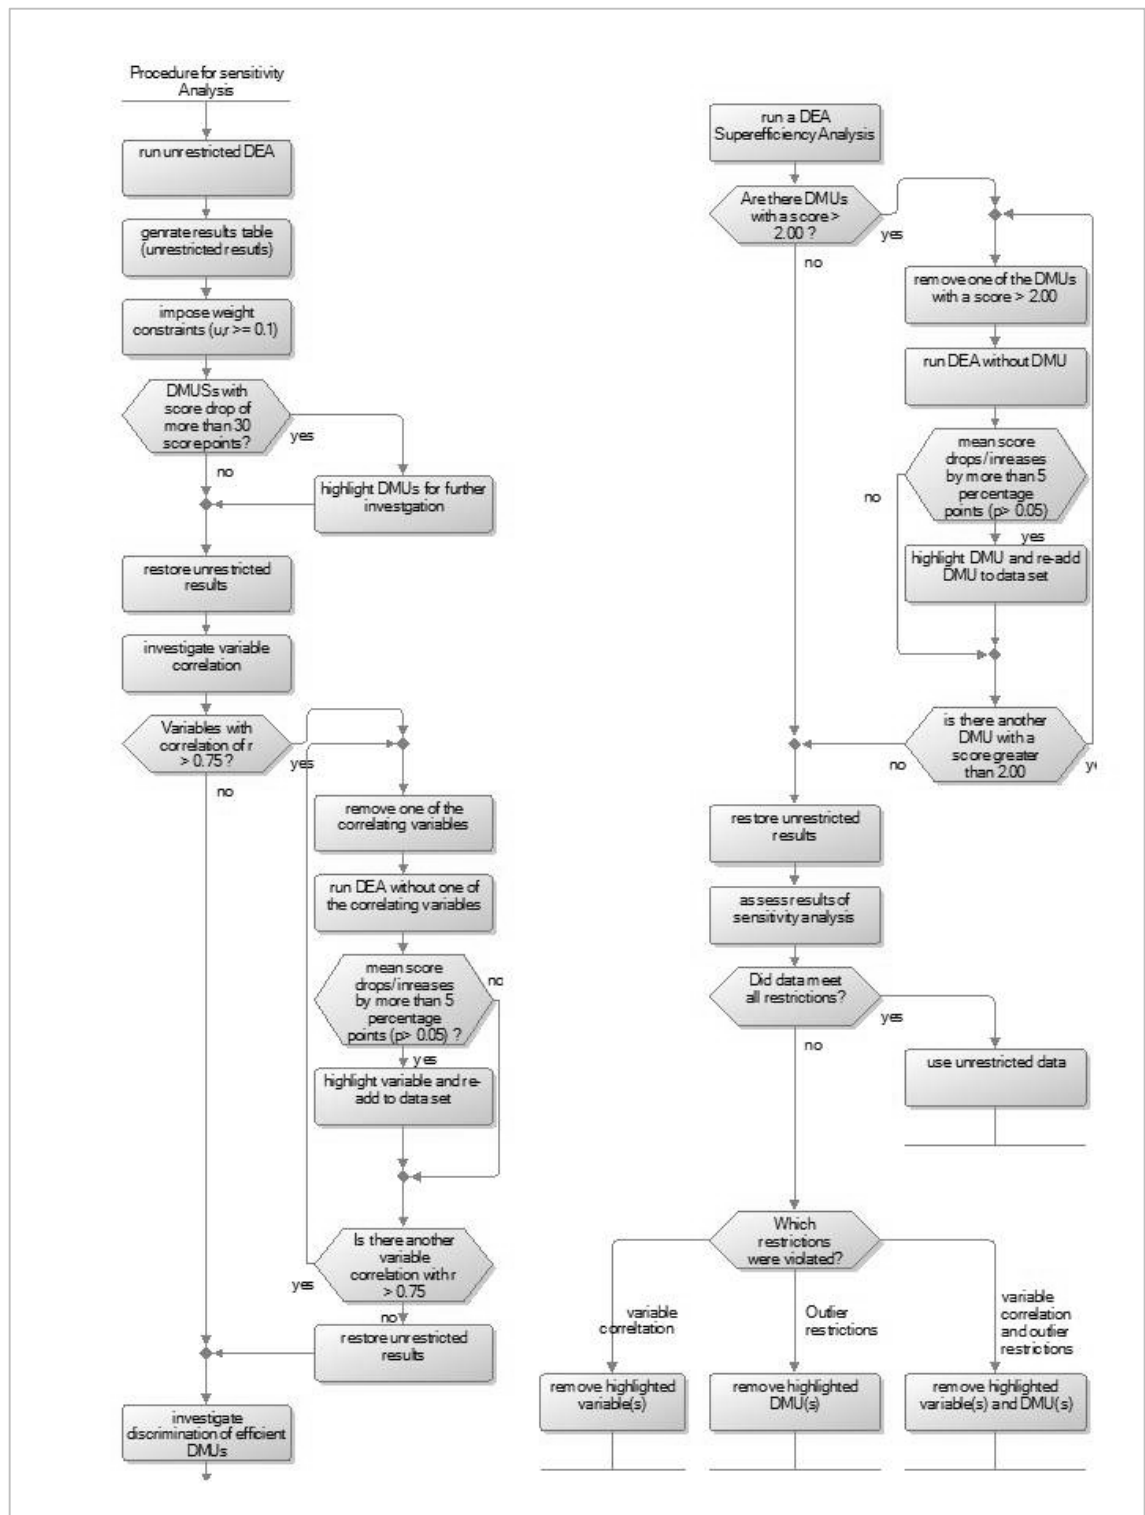 Procedure for sensitivity
Analysis
run unrestricted DEA
genrate results table
(unrestricted resutls)
impose weight
constraints (u,r >= 0.1)
DMUSs with
score drop of
more than 30
scorepoints?
yes
no
highlight DMUs for further
investgation
restore unrestricted
results
investigate variable
correlation
Variables with
correlation of r
> 0.75 ?
yes
no
remove one of the
correlating variables
run DEA without one of
the correlating variables
mean score
drops/inreases
by more than 5
percentage
points (p> 0.05) ?
no
yes
highlight variable and re-
add to data set
Is there another
variable
correlation with r
> 0.75
yes
no
restore unrestricted
results
investigate
discrimination of efficient
DMUs
run a DEA
Superefficiency Analysis
Are there DMUs
with a score >
2.00 ?
yes
no
remove one of the DMUs
with a score > 2.00
run DEA without DMU
mean score
drops/inreases
by more than 5
percentage
points (p> 0.05)
no
yes
highlight DMU and re-add
DMU to data set
is there another
DMU with a
score greater
than 2.00
no
restore unrestricted
results
assess results of
sensitivity analysis
Did data meet
all restrictions?
yes
no
use unrestricted data
Which
restrictions
were violated?
variable
correltation
Outlier
restrictions
variable
correlation
and outlier
restrictions
remove highlighted
variable(s)
remove highlighted
DMU(s)
remove highlighted
variable(s) and DMU(s)